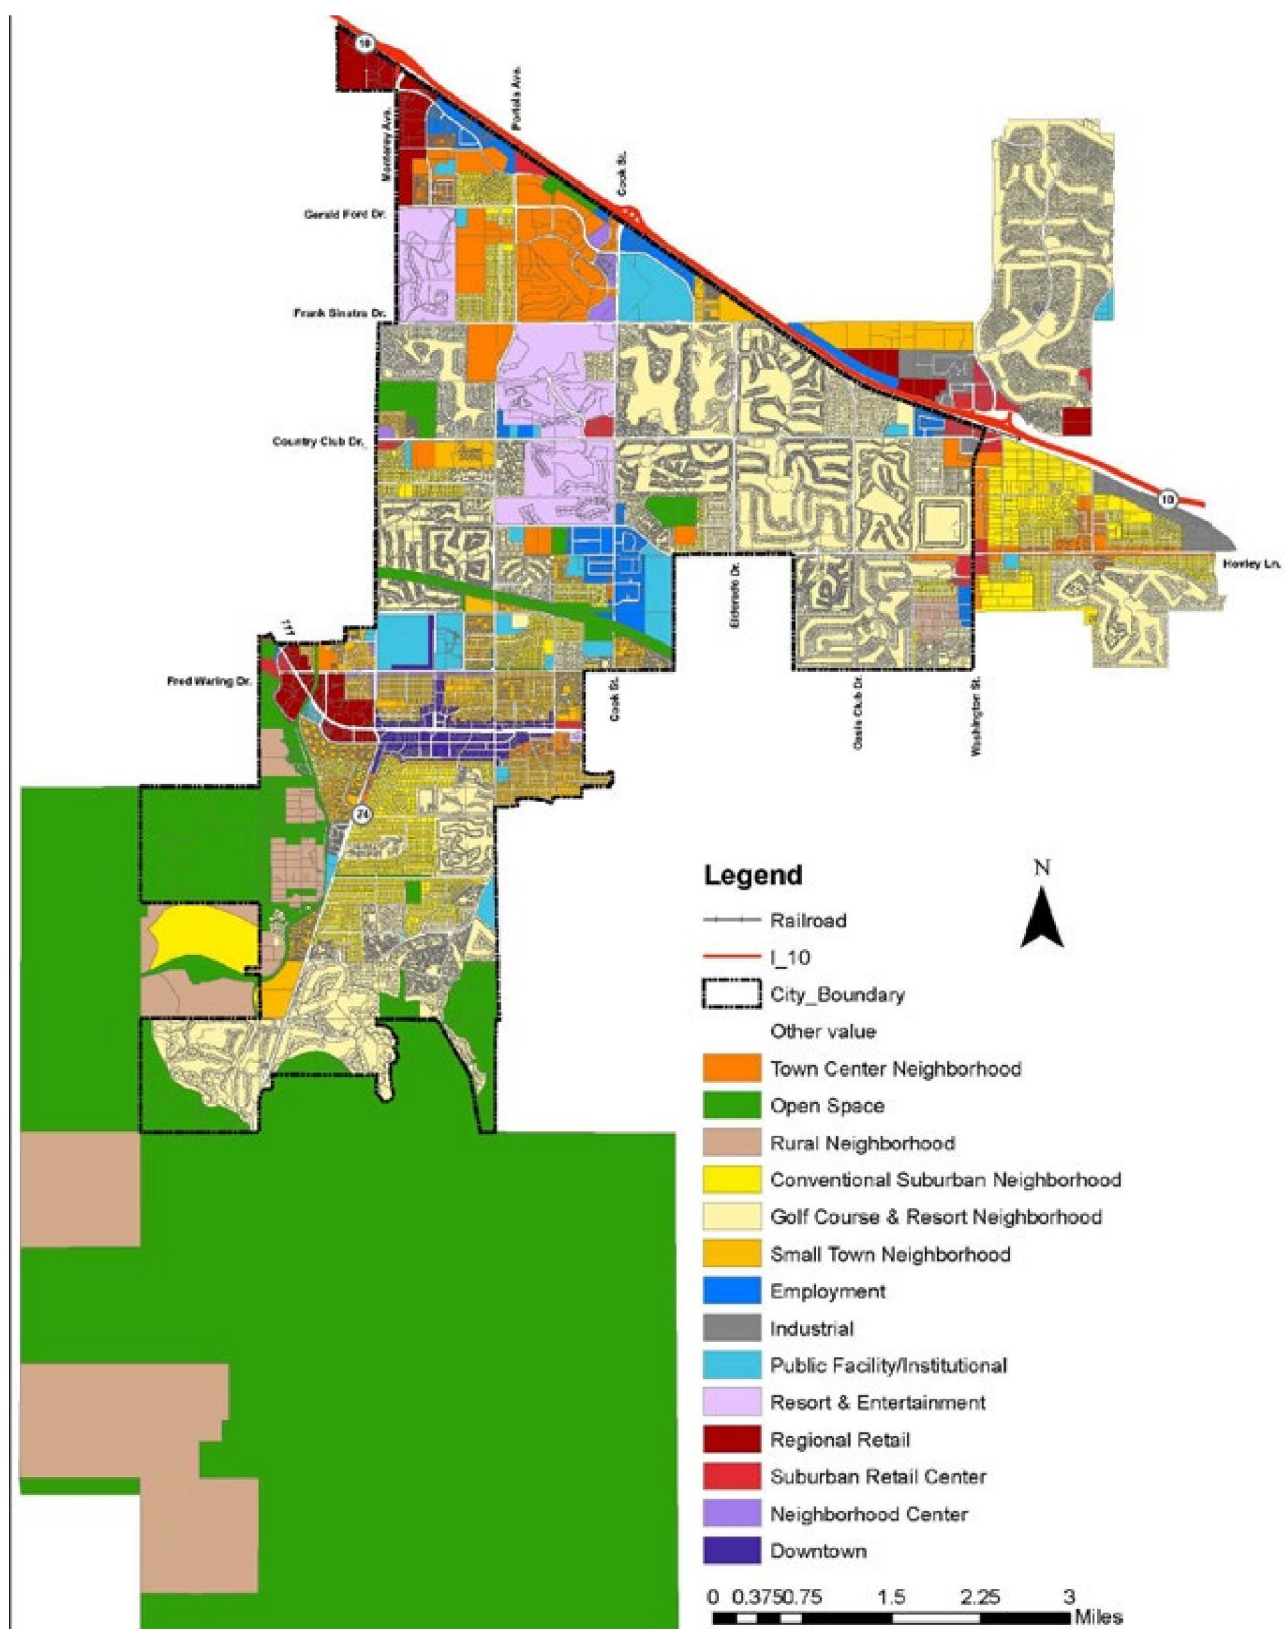 10
Portola Ave.
Monterey Ave.
Cook St.
Gerald Ford Dr.
Frank Sinatra Dr.
Country Club Dr.
10
Hovley Ln.
Eldorado Dr.
111
Fred Waring Dr.
Cook St.
Oasis Club Dr.
Washington St.
74
Legend
N
Railroad
I_10
City_Boundary
Other value
Town Center Neighborhood
Open Space
Rural Neighborhood
Conventional Suburban Neighborhood
Golf Course & Resort Neighborhood
Small Town Neighborhood
Employment
Industrial
Public Facility/Institutional
Resort & Entertainment
Regional Retail
Suburban Retail Center
Neighborhood Center
Downtown
0 0.375 0.75 1.5 2.25 3
Miles